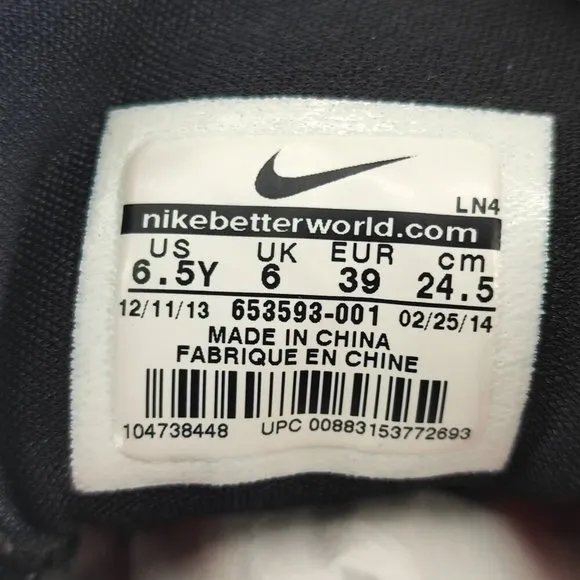 LN4
nikebetterworld.com
US UK EUR cm
6.5Y 6 39 24.5
12/11/13 653593-001 02/25/14
MADE IN CHINA
FABRIQUE EN CHINE
104738448 UPC 00883153772693